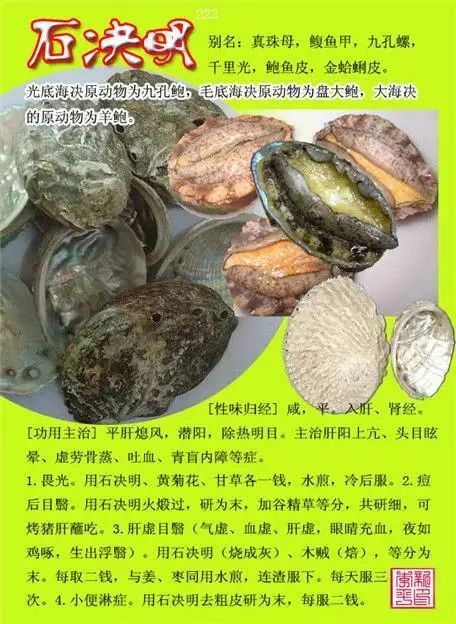 222
石决明
别名：真珠母，鳆鱼甲，九孔螺，
千里光，鲍鱼皮，金蛤蜊皮。
光底海决原动物为九孔鲍，毛底海决原动物为盘大鲍，大海决
的原动物为羊鲍。
[性味归经] 咸，平。入肝、肾经。
[功用主治] 平肝熄风，潜阳，除热明目。主治肝阳上亢、头目眩
晕、虚劳骨蒸、吐血、青盲内障等症。
1.畏光。用石决明、黄菊花、甘草各一钱，水煎，冷后服。2.痘
后目翳。用石决明火煅过，研为末，加谷精草等分，共研细，可
烤猪肝蘸吃。3.肝虚目翳（气虚、血虚、肝虚，眼睛充血，夜如
鸡啄，生出浮翳）。用石决明（烧成灰）、木贼（焙），等分为
末。每取二钱，与姜、枣同用水煎，连渣服下。每天服三
次。4.小便淋症。用石决明去粗皮研为末，每服二钱。